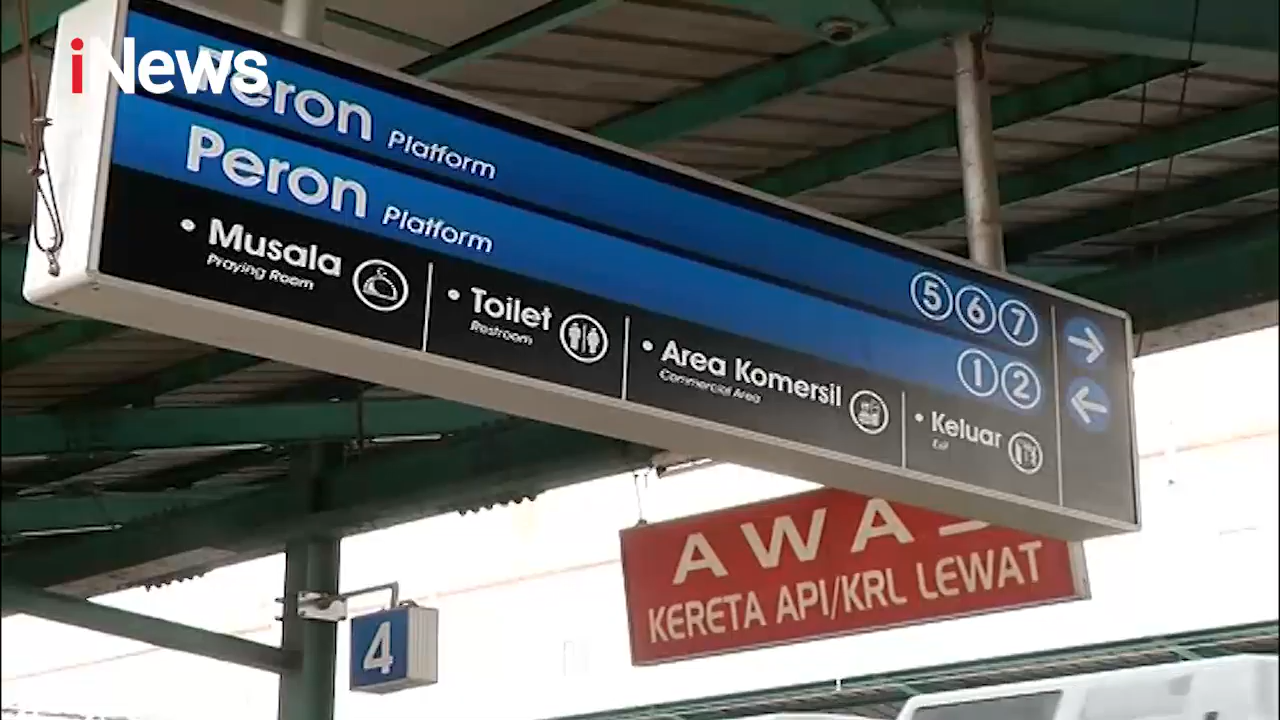 iNews
Peron Platform 5 6 7
Peron Platform 1 2
• Musala
Praying Room
• Toilet
Restroom
• Area Komersil
Commercial Area
• Keluar
Exit
AWAS
KERETA API/KRL LEWAT
4